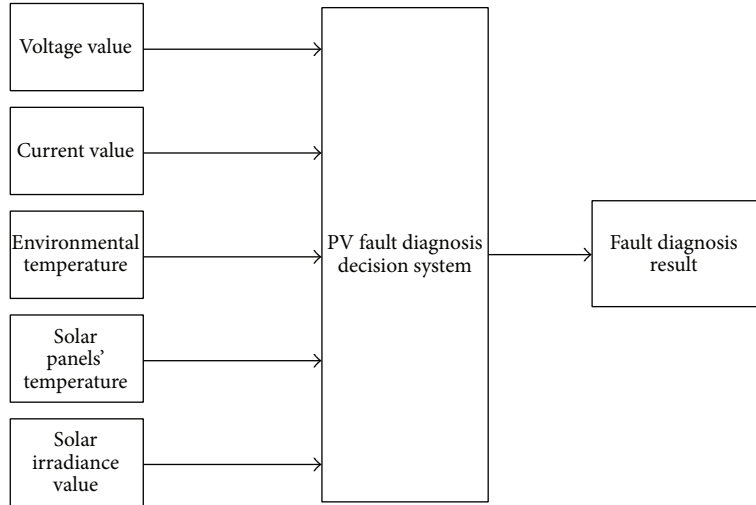 Voltage value
Current value
Environmental
temperature
Solar
panels’
temperature
Solar
irradiance
value
PV fault diagnosis
decision system
Fault diagnosis
result